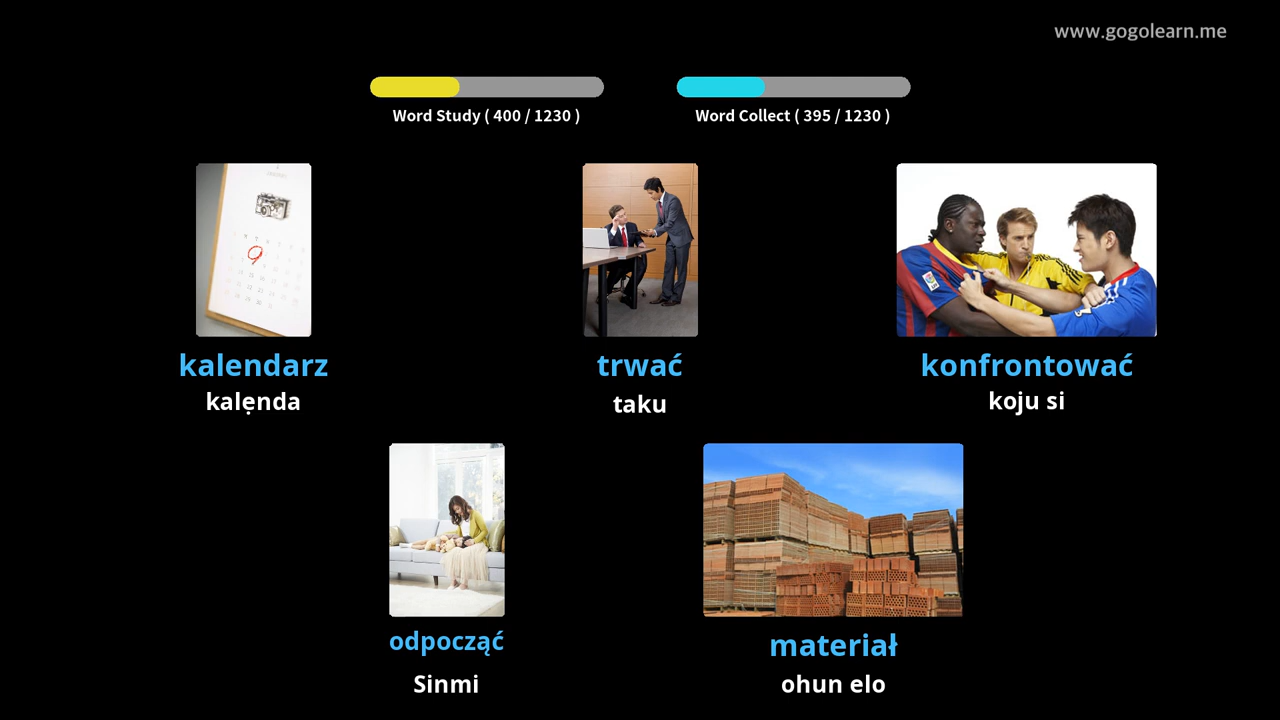 www.gogolearn.me
Word Study ( 400 / 1230 )
Word Collect ( 395 / 1230 )
kalendarz
kalẹnda
trwać
taku
konfrontować
koju si
odpocząć
Sinmi
materiał
ohun elo